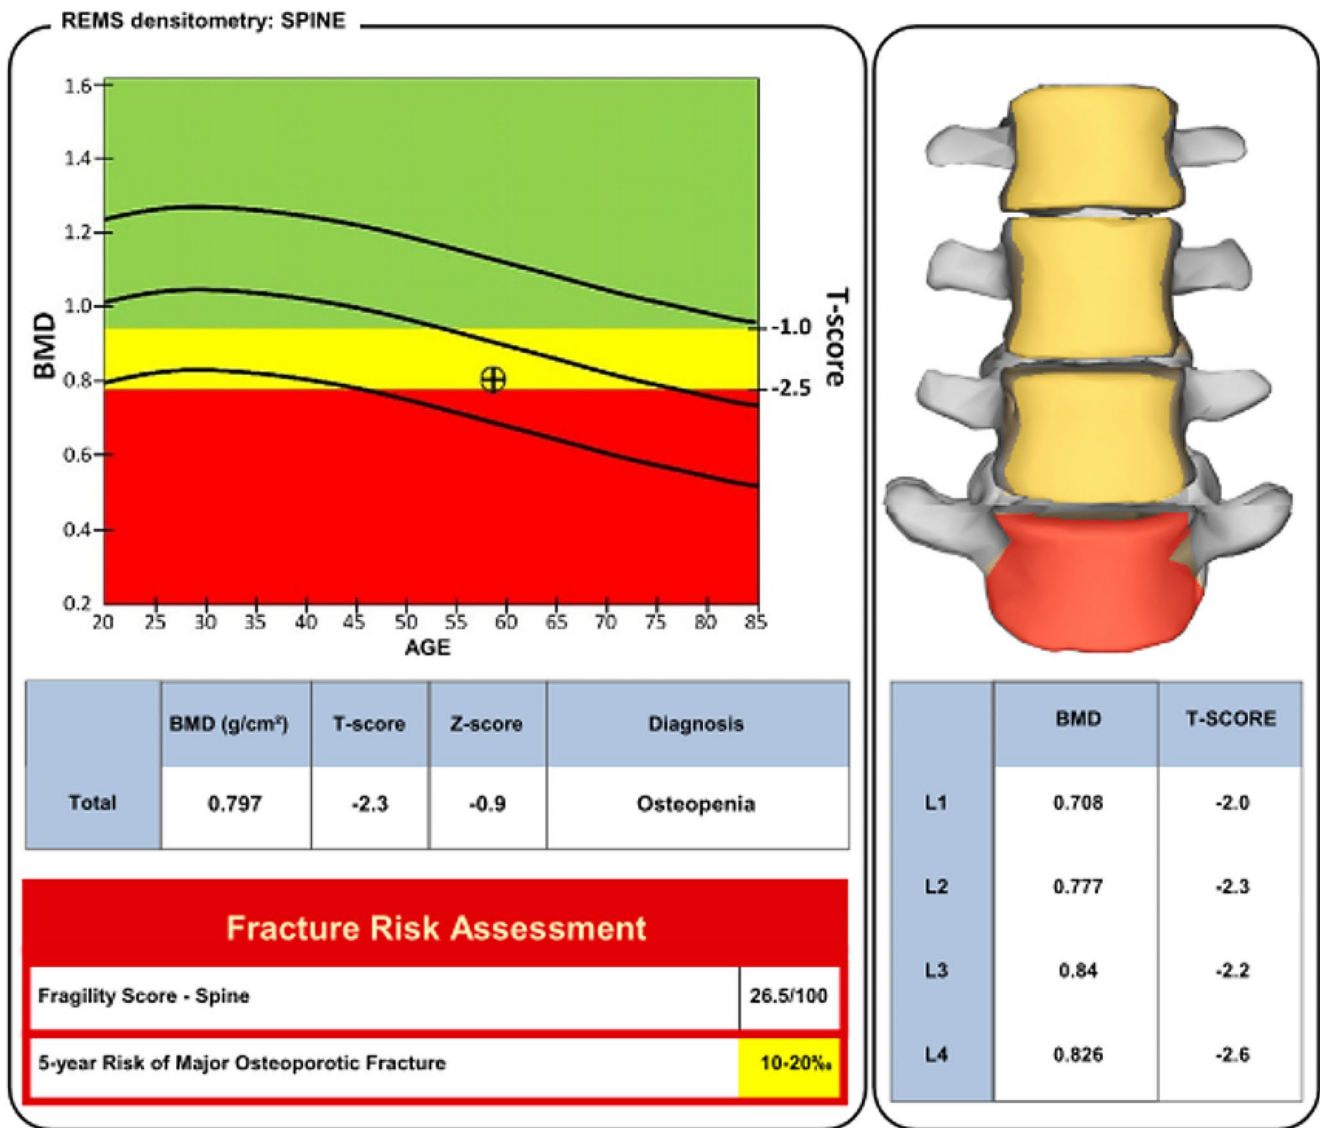 REMS densitometry: SPINE
BMD
1.6
1.4
1.2
1.0
0.8
0.6
0.4
0.2
20 25 30 35 40 45 50 55 60 65 70 75 80 85
AGE
T-score
-1.0
-2.5
BMD (g/cm²) T-score Z-score Diagnosis
Total 0.797 -2.3 -0.9 Osteopenia
Fracture Risk Assessment
Fragility Score - Spine 26.5/100
5-year Risk of Major Osteoporotic Fracture 10-20‰
BMD T-SCORE
L1 0.708 -2.0
L2 0.777 -2.3
L3 0.84 -2.2
L4 0.826 -2.6